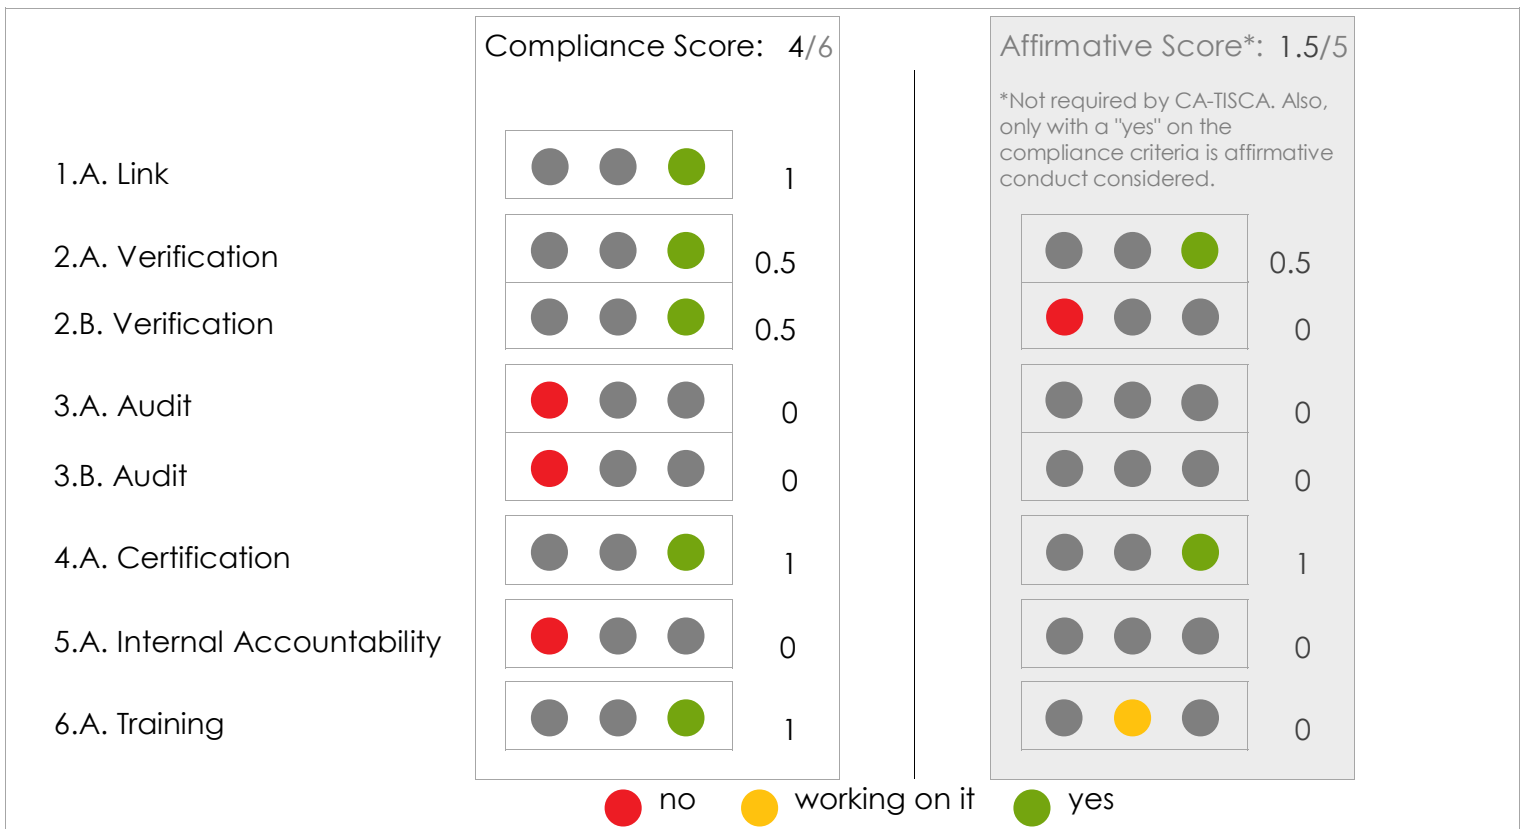 Compliance Score: 4/6
Affirmative Score*: 1.5/5
*Not required by CA-TISCA. Also,
only with a "yes" on the
compliance criteria is affirmative
conduct considered.
1.A. Link 1
2.A. Verification 0.5 0.5
2.B. Verification 0.5 0
3.A. Audit 0 0
3.B. Audit 0 0
4.A. Certification 1 1
5.A. Internal Accountability 0 0
6.A. Training 1 0
no working on it yes